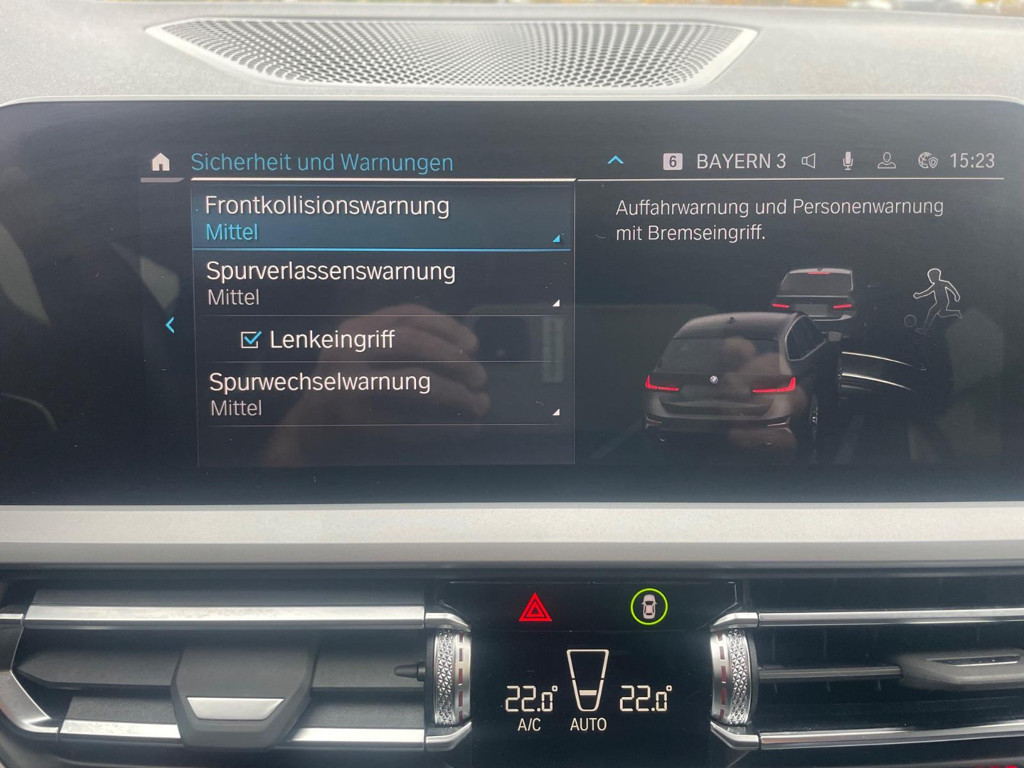 Sicherheit und Warnungen
6 BAYERN 3 15:23
Frontkollisionswarnung
Mittel
Spurverlassenswarnung
Mittel
Lenkeingriff
Spurwechselwarnung
Mittel
Auffahrwarnung und Personenwarnung
mit Bremseingriff.
22.0° 22.0°
A/C AUTO